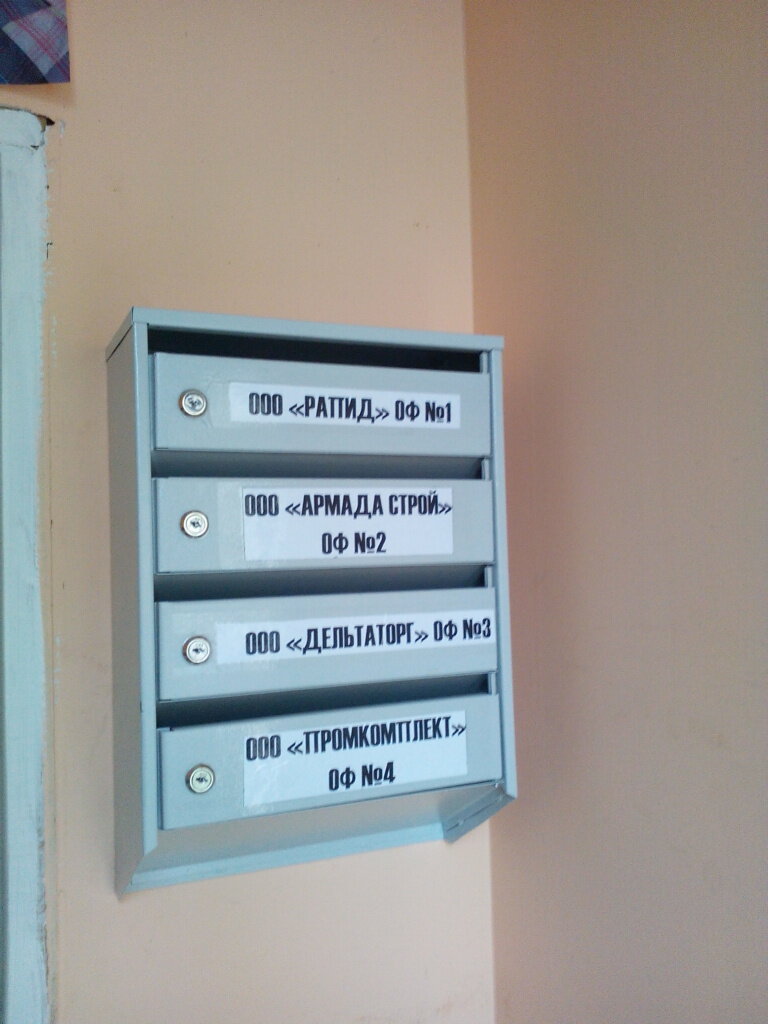 ООО «РАПИД» ОФ №1
ООО «АРМАДА СТРОЙ»
ОФ №2
ООО «ДЕЛЬТАТОРГ» ОФ №3
ООО «ПРОМКОМПЛЕКТ»
ОФ №4